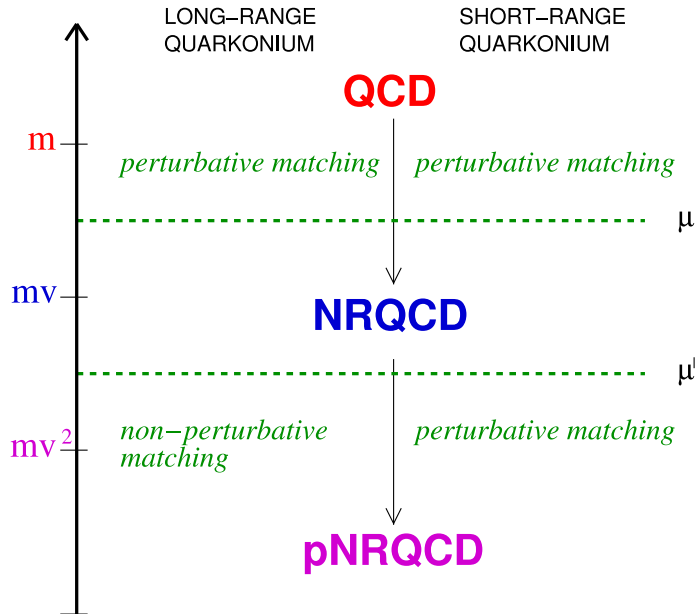 LONG−RANGE
QUARKONIUM
SHORT−RANGE
QUARKONIUM
QCD
m
perturbative matching
perturbative matching
μ
mv
NRQCD
μ'
mv²
non−perturbative
matching
perturbative matching
pNRQCD